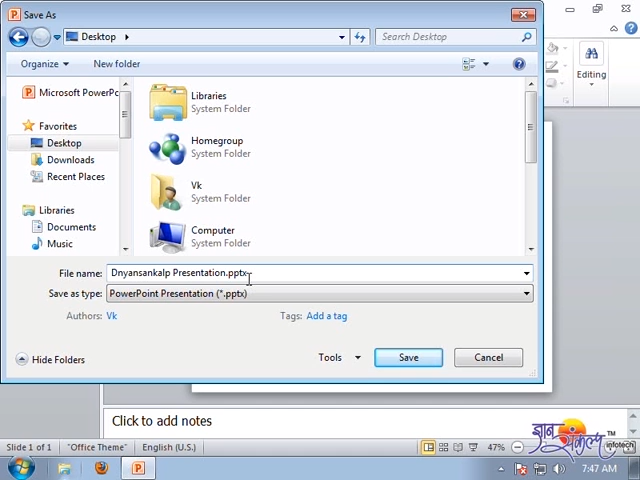 Save As
Desktop
Search Desktop
Organize
New folder
Microsoft PowerPo
Favorites
Desktop
Downloads
Recent Places
Libraries
Documents
Music
Libraries
System Folder
Homegroup
System Folder
Vk
System Folder
Computer
System Folder
File name: Dnyansankalp Presentation.pptx
Save as type: PowerPoint Presentation (*.pptx)
Authors: Vk
Tags: Add a tag
Hide Folders
Tools
Save
Cancel
Editing
Click to add notes
ज्ञान संकल्प TM
infotech
Slide 1 of 1
"Office Theme"
English (U.S.)
47%
7:47 AM